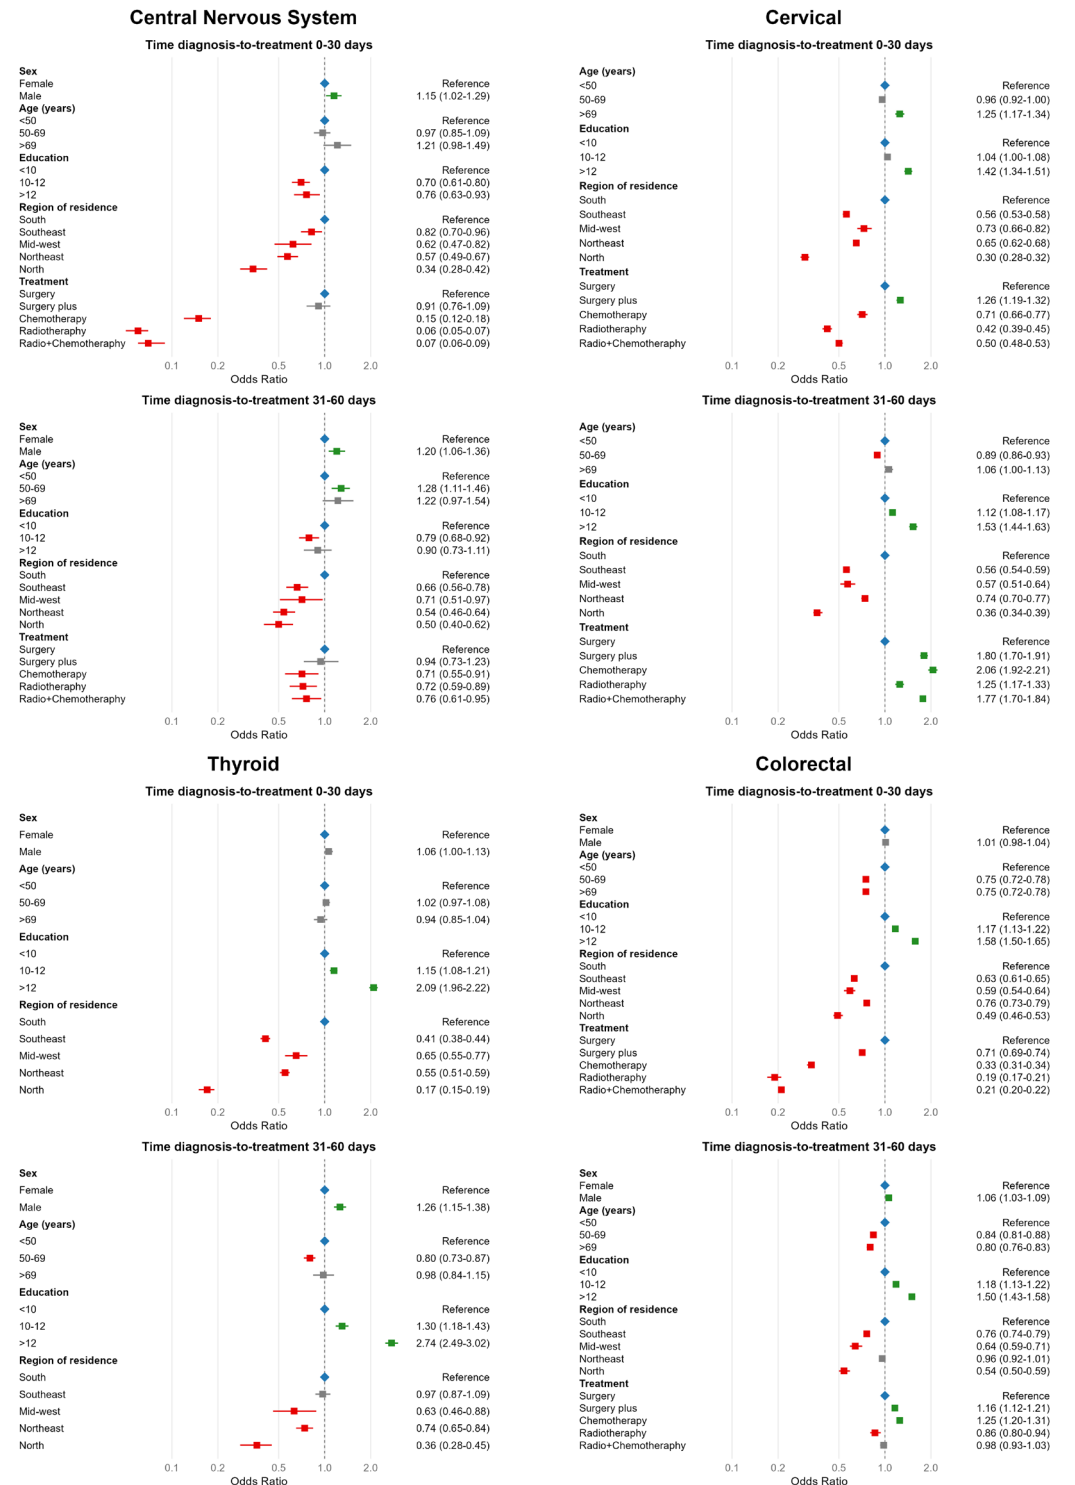 Central Nervous System
Time diagnosis-to-treatment 0-30 days
Sex
Female Reference
Male 1.15 (1.02-1.29)
Age (years)
<50 Reference
50-69 0.97 (0.85-1.09)
>69 1.21 (0.98-1.49)
Education
<10 Reference
10-12 0.70 (0.61-0.80)
>12 0.76 (0.63-0.93)
Region of residence
South Reference
Southeast 0.82 (0.70-0.96)
Mid-west 0.62 (0.47-0.82)
Northeast 0.57 (0.49-0.67)
North 0.34 (0.28-0.42)
Treatment
Surgery Reference
Surgery plus 0.91 (0.76-1.09)
Chemotherapy 0.15 (0.12-0.18)
Radiotheraphy 0.06 (0.05-0.07)
Radio+Chemotheraphy 0.07 (0.06-0.09)
0.1 0.2 0.5 1.0 2.0
Odds Ratio
Time diagnosis-to-treatment 31-60 days
Sex
Female Reference
Male 1.20 (1.06-1.36)
Age (years)
<50 Reference
50-69 1.28 (1.11-1.46)
>69 1.22 (0.97-1.54)
Education
<10 Reference
10-12 0.79 (0.68-0.92)
>12 0.90 (0.73-1.11)
Region of residence
South Reference
Southeast 0.66 (0.56-0.78)
Mid-west 0.71 (0.51-0.97)
Northeast 0.54 (0.46-0.64)
North 0.50 (0.40-0.62)
Treatment
Surgery Reference
Surgery plus 0.94 (0.73-1.23)
Chemotherapy 0.71 (0.55-0.91)
Radiotheraphy 0.72 (0.59-0.89)
Radio+Chemotheraphy 0.76 (0.61-0.95)
0.1 0.2 0.5 1.0 2.0
Odds Ratio
Cervical
Time diagnosis-to-treatment 0-30 days
Age (years)
<50 Reference
50-69 0.96 (0.92-1.00)
>69 1.25 (1.17-1.34)
Education
<10 Reference
10-12 1.04 (1.00-1.08)
>12 1.42 (1.34-1.51)
Region of residence
South Reference
Southeast 0.56 (0.53-0.58)
Mid-west 0.73 (0.66-0.82)
Northeast 0.65 (0.62-0.68)
North 0.30 (0.28-0.32)
Treatment
Surgery Reference
Surgery plus 1.26 (1.19-1.32)
Chemotherapy 0.71 (0.66-0.77)
Radiotheraphy 0.42 (0.39-0.45)
Radio+Chemotheraphy 0.50 (0.48-0.53)
0.1 0.2 0.5 1.0 2.0
Odds Ratio
Time diagnosis-to-treatment 31-60 days
Age (years)
<50 Reference
50-69 0.89 (0.86-0.93)
>69 1.06 (1.00-1.13)
Education
<10 Reference
10-12 1.12 (1.08-1.17)
>12 1.53 (1.44-1.63)
Region of residence
South Reference
Southeast 0.56 (0.54-0.59)
Mid-west 0.57 (0.51-0.64)
Northeast 0.74 (0.70-0.77)
North 0.36 (0.34-0.39)
Treatment
Surgery Reference
Surgery plus 1.80 (1.70-1.91)
Chemotherapy 2.06 (1.92-2.21)
Radiotheraphy 1.25 (1.17-1.33)
Radio+Chemotheraphy 1.77 (1.70-1.84)
0.1 0.2 0.5 1.0 2.0
Odds Ratio
Thyroid
Time diagnosis-to-treatment 0-30 days
Sex
Female Reference
Male 1.06 (1.00-1.13)
Age (years)
<50 Reference
50-69 1.02 (0.97-1.08)
>69 0.94 (0.85-1.04)
Education
<10 Reference
10-12 1.15 (1.08-1.21)
>12 2.09 (1.96-2.22)
Region of residence
South Reference
Southeast 0.41 (0.38-0.44)
Mid-west 0.65 (0.55-0.77)
Northeast 0.55 (0.51-0.59)
North 0.17 (0.15-0.19)
0.1 0.2 0.5 1.0 2.0
Odds Ratio
Time diagnosis-to-treatment 31-60 days
Sex
Female Reference
Male 1.26 (1.15-1.38)
Age (years)
<50 Reference
50-69 0.80 (0.73-0.87)
>69 0.98 (0.84-1.15)
Education
<10 Reference
10-12 1.30 (1.18-1.43)
>12 2.74 (2.49-3.02)
Region of residence
South Reference
Southeast 0.97 (0.87-1.09)
Mid-west 0.63 (0.46-0.88)
Northeast 0.74 (0.65-0.84)
North 0.36 (0.28-0.45)
0.1 0.2 0.5 1.0 2.0
Odds Ratio
Colorectal
Time diagnosis-to-treatment 0-30 days
Sex
Female Reference
Male 1.01 (0.98-1.04)
Age (years)
<50 Reference
50-69 0.75 (0.72-0.78)
>69 0.75 (0.72-0.78)
Education
<10 Reference
10-12 1.17 (1.13-1.22)
>12 1.58 (1.50-1.65)
Region of residence
South Reference
Southeast 0.63 (0.61-0.65)
Mid-west 0.59 (0.54-0.64)
Northeast 0.76 (0.73-0.79)
North 0.49 (0.46-0.53)
Treatment
Surgery Reference
Surgery plus 0.71 (0.69-0.74)
Chemotherapy 0.33 (0.31-0.34)
Radiotheraphy 0.19 (0.17-0.21)
Radio+Chemotheraphy 0.21 (0.20-0.22)
0.1 0.2 0.5 1.0 2.0
Odds Ratio
Time diagnosis-to-treatment 31-60 days
Sex
Female Reference
Male 1.06 (1.03-1.09)
Age (years)
<50 Reference
50-69 0.84 (0.81-0.88)
>69 0.80 (0.76-0.83)
Education
<10 Reference
10-12 1.18 (1.13-1.22)
>12 1.50 (1.43-1.58)
Region of residence
South Reference
Southeast 0.76 (0.74-0.79)
Mid-west 0.64 (0.59-0.71)
Northeast 0.96 (0.92-1.01)
North 0.54 (0.50-0.59)
Treatment
Surgery Reference
Surgery plus 1.16 (1.12-1.21)
Chemotherapy 1.25 (1.20-1.31)
Radiotheraphy 0.86 (0.80-0.94)
Radio+Chemotheraphy 0.98 (0.93-1.03)
0.1 0.2 0.5 1.0 2.0
Odds Ratio